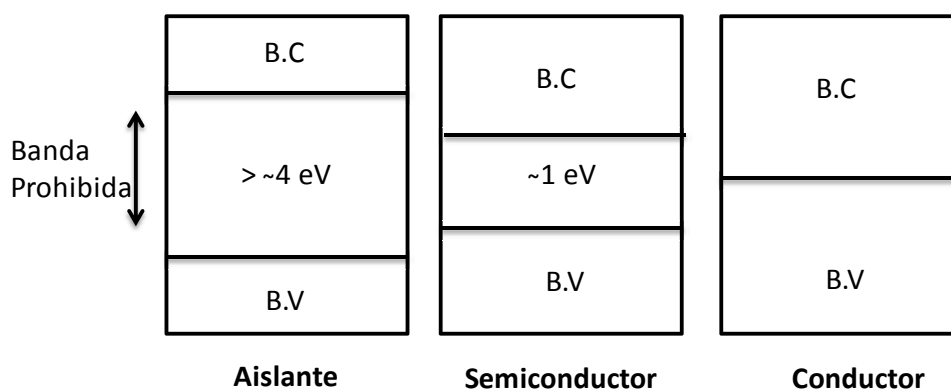 B.C
B.C
B.C
Banda
Prohibida
> ~4 eV
~1 eV
B.V
B.V
B.V
Aislante
Semiconductor
Conductor